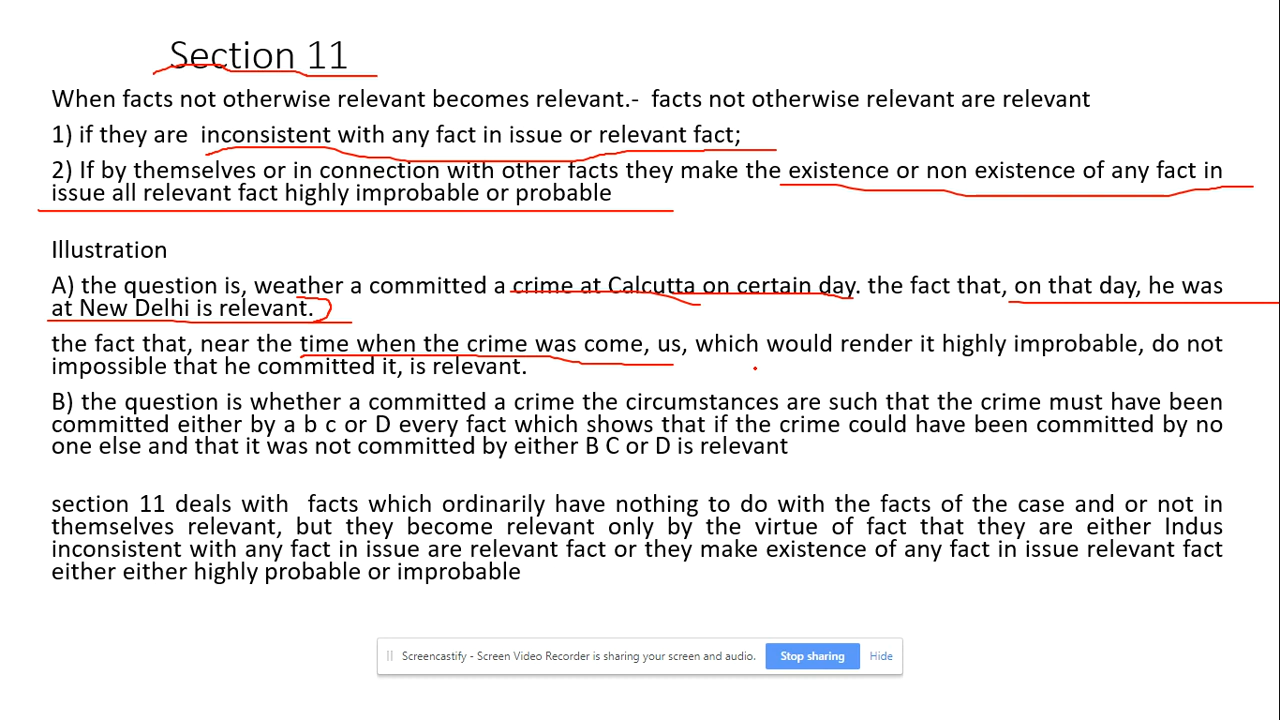 Section 11
When facts not otherwise relevant becomes relevant.- facts not otherwise relevant are relevant
1) if they are inconsistent with any fact in issue or relevant fact;
2) If by themselves or in connection with other facts they make the existence or non existence of any fact in
issue all relevant fact highly improbable or probable
Illustration
A) the question is, weather a committed a crime at Calcutta on certain day. the fact that, on that day, he was
at New Delhi is relevant.
the fact that, near the time when the crime was come, us, which would render it highly improbable, do not
impossible that he committed it, is relevant.
B) the question is whether a committed a crime the circumstances are such that the crime must have been
committed either by a b c or D every fact which shows that if the crime could have been committed by no
one else and that it was not committed by either B C or D is relevant
section 11 deals with facts which ordinarily have nothing to do with the facts of the case and or not in
themselves relevant, but they become relevant only by the virtue of fact that they are either Indus
inconsistent with any fact in issue are relevant fact or they make existence of any fact in issue relevant fact
either either highly probable or improbable
Screencastify - Screen Video Recorder is sharing your screen and audio. Stop sharing Hide